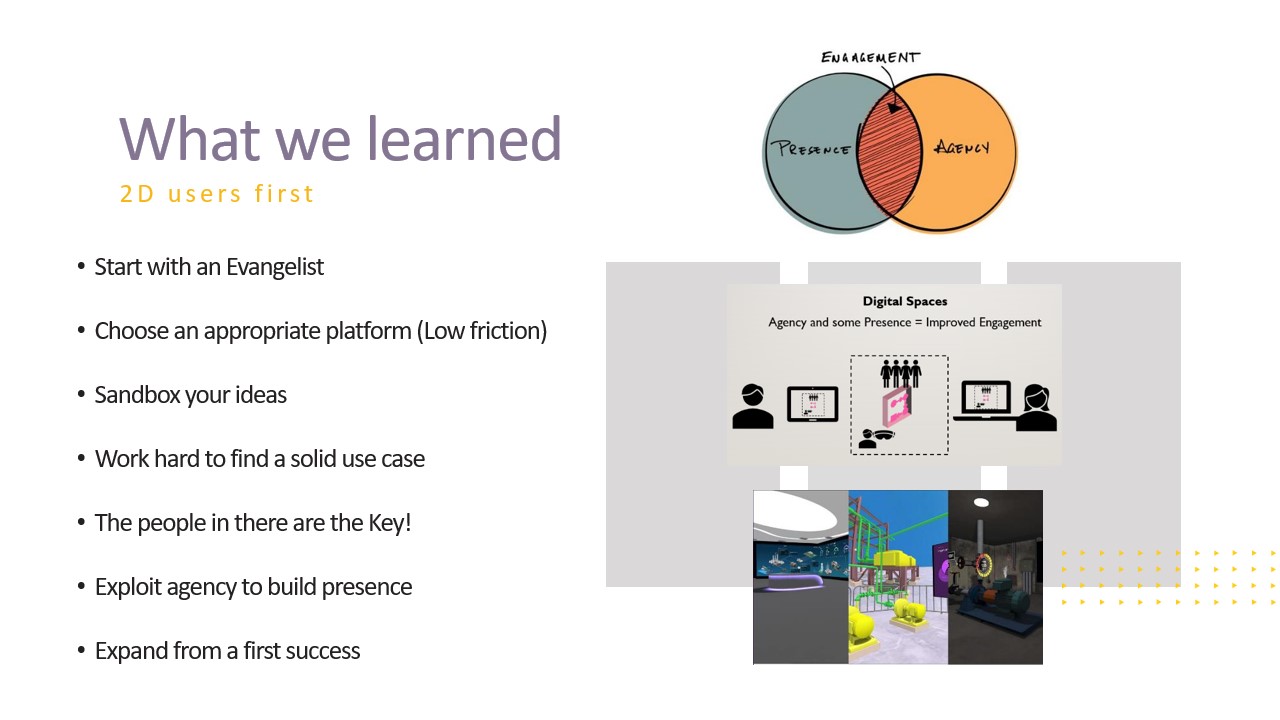 What we learned
2D users first
• Start with an Evangelist
• Choose an appropriate platform (Low friction)
• Sandbox your ideas
• Work hard to find a solid use case
• The people in there are the Key!
• Exploit agency to build presence
• Expand from a first success
ENGAGEMENT
PRESENCE
AGENCY
Digital Spaces
Agency and some Presence = Improved Engagement